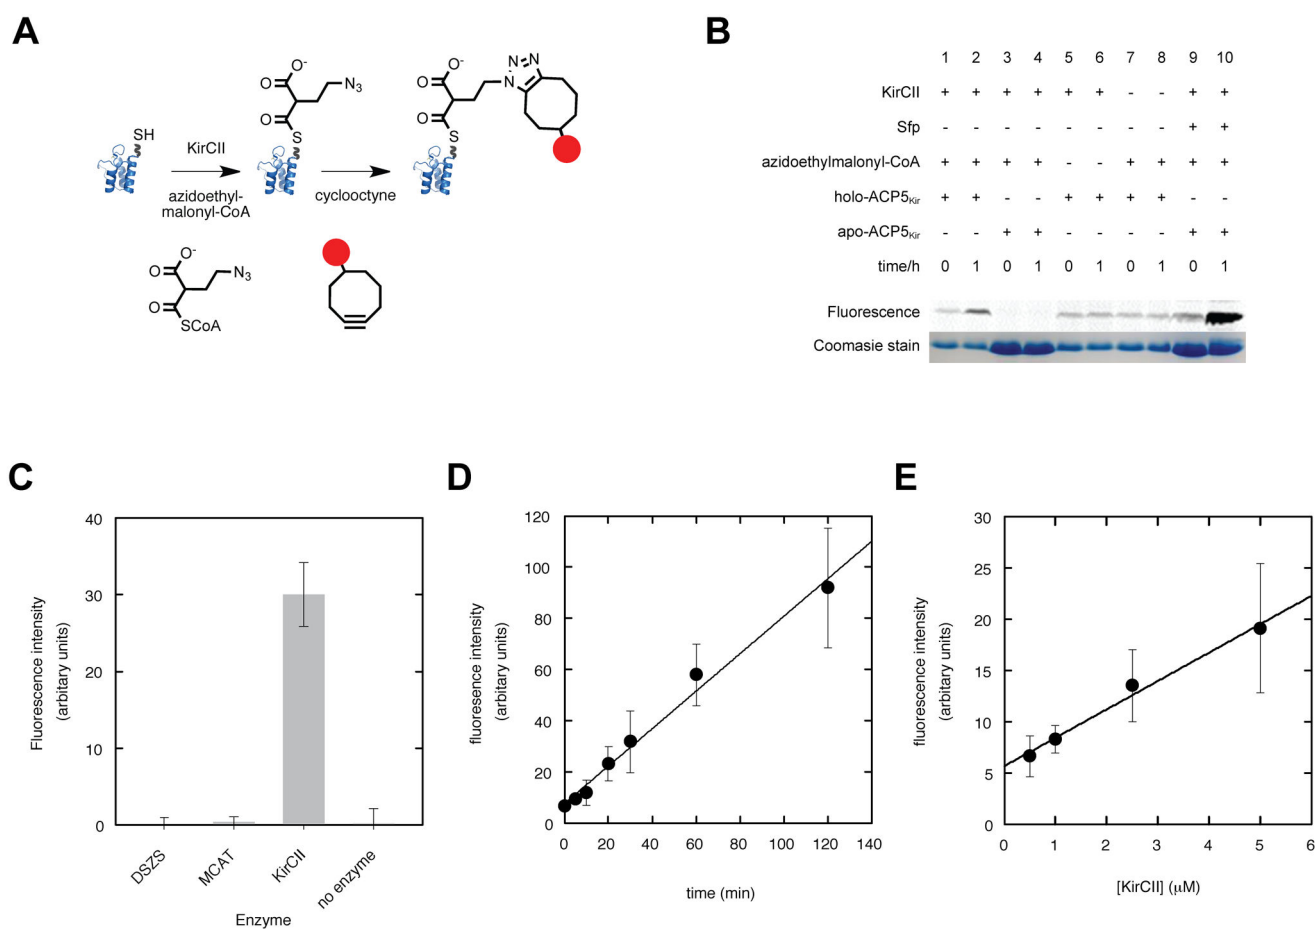 A
O
O-
N3
O
S
SH
KirCII
azidoethyl-
malonyl-CoA
cyclooctyne
O
O-
N
N
N
O
S
O
O-
N3
O
SCoA
B
1 2 3 4 5 6 7 8 9 10
KirCII + + + + + + - - + +
Sfp - - - - - - - - + +
azidoethylmalonyl-CoA + + + + - - + + + +
holo-ACP5Kir + + - - + + + + - -
apo-ACP5Kir - - + + - - - - + +
time/h 0 1 0 1 0 1 0 1 0 1
Fluorescence
Coomasie stain
C
Fluorescence intensity
(arbitary units)
40
30
20
10
0
DSZS
MCAT
KirCII
no enzyme
Enzyme
D
fluoresence intensity
(arbitary units)
120
100
80
60
40
20
0
0 20 40 60 80 100 120 140
time (min)
E
fluorescence intensity
(arbitary units)
30
25
20
15
10
5
0
0 1 2 3 4 5 6
[KirCII] (μM)